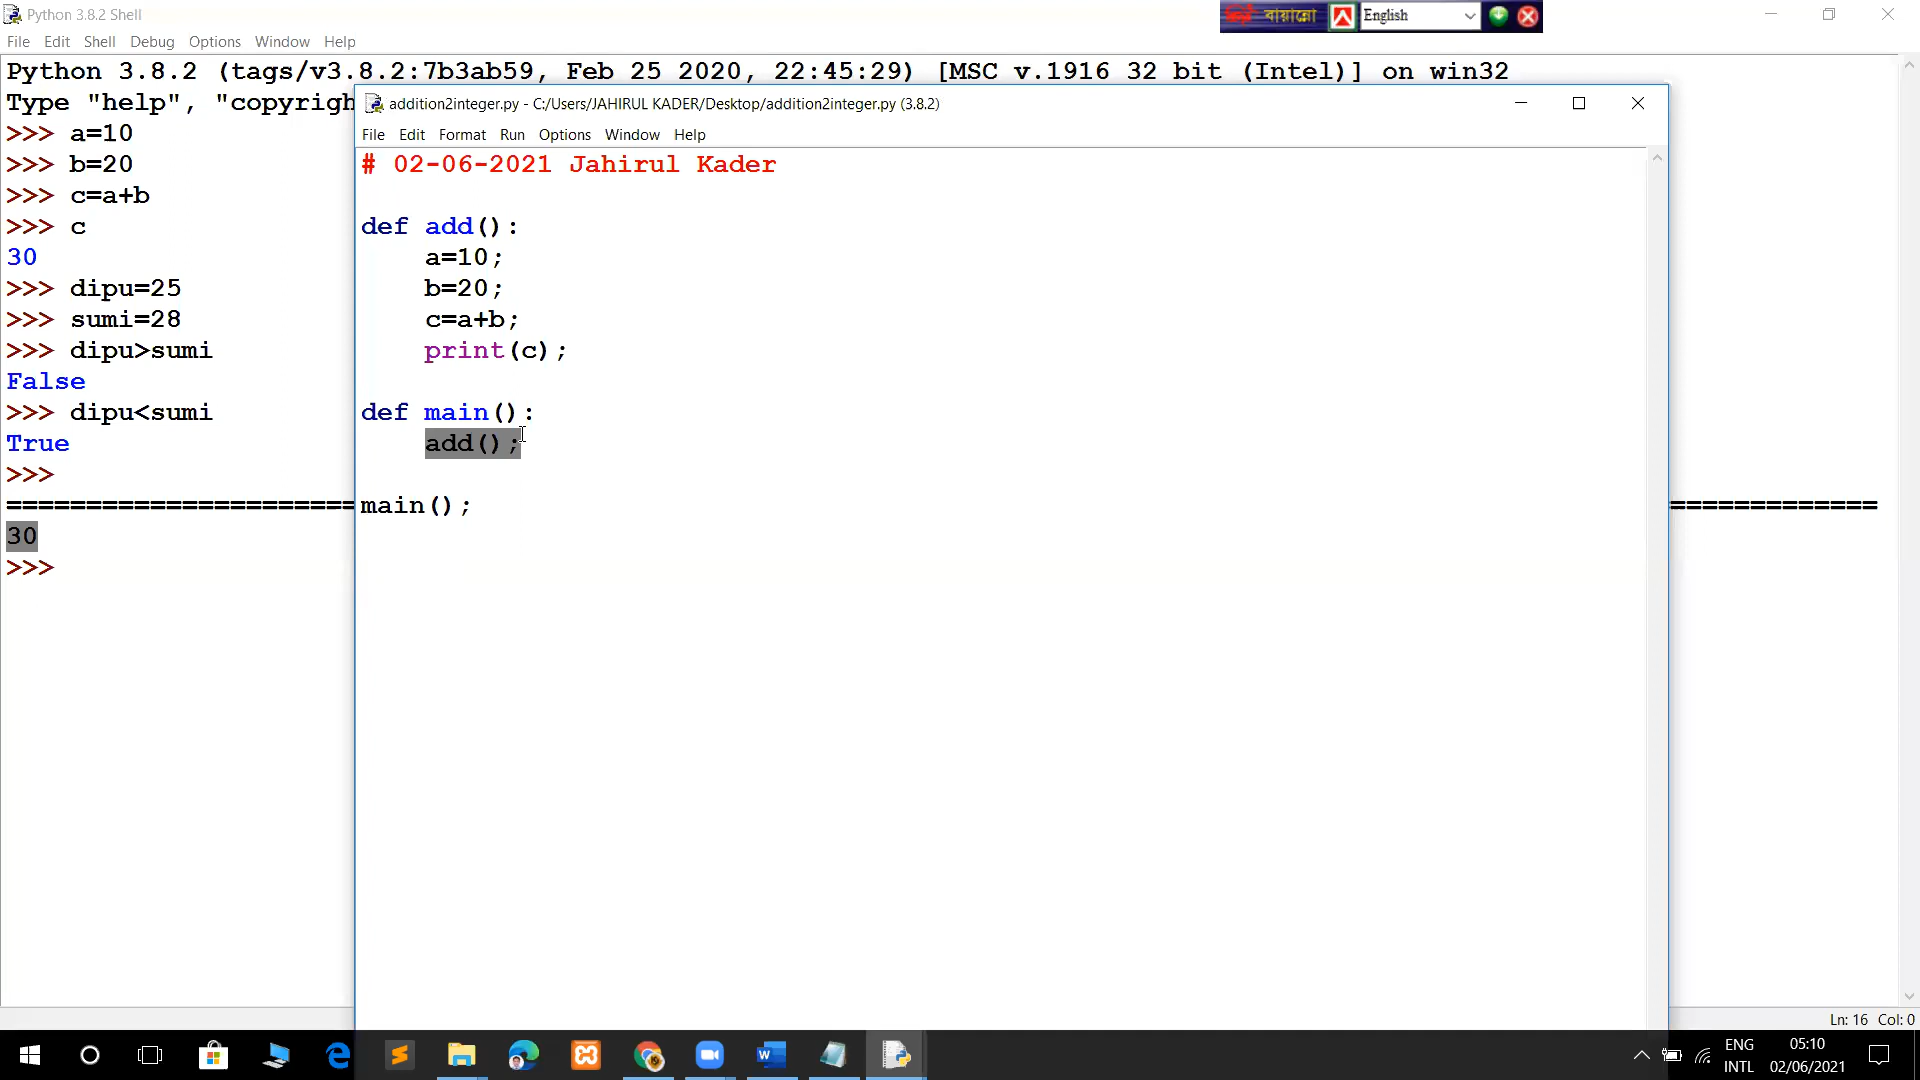 Python 3.8.2 Shell
বায়ান্নো English
File Edit Shell Debug Options Window Help
Python 3.8.2 (tags/v3.8.2:7b3ab59, Feb 25 2020, 22:45:29) [MSC v.1916 32 bit (Intel)] on win32
Type "help", "copyrigh
>>> a=10
>>> b=20
>>> c=a+b
>>> c
30
>>> dipu=25
>>> sumi=28
>>> dipu>sumi
False
>>> dipu<sumi
True
>>>
30
>>>
addition2integer.py - C:/Users/JAHIRUL KADER/Desktop/addition2integer.py (3.8.2)
File Edit Format Run Options Window Help
# 02-06-2021 Jahirul Kader
def add():
a=10;
b=20;
c=a+b;
print(c);
def main():
add();
main();
Ln: 16 Col: 0
ENG
INTL
05:10
02/06/2021